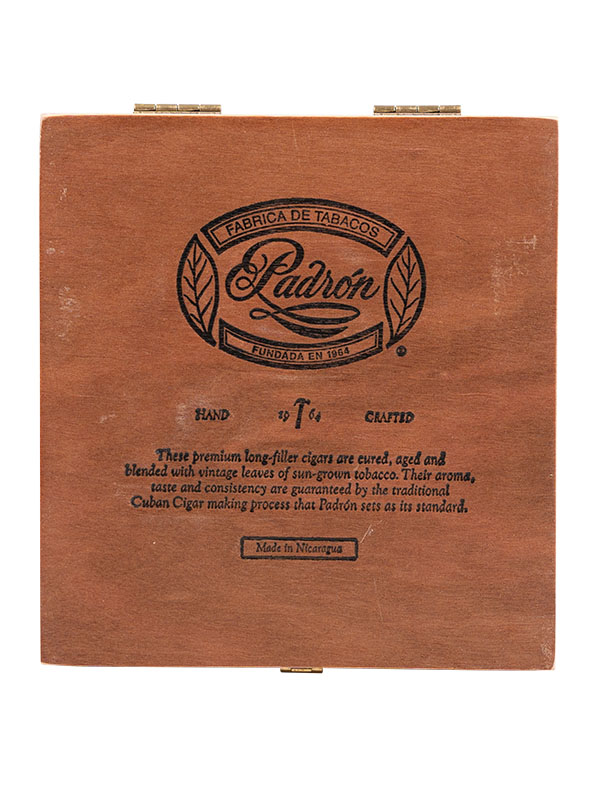 FABRICA DE TABACOS
Padrón
FUNDADA EN 1964
HAND 19 64 CRAFTED
These premium long-filler cigars are cured, aged and
blended with vintage leaves of sun-grown tobacco. Their aroma,
taste and consistency are guaranteed by the traditional
Cuban Cigar making process that Padrón sets as its standard.
Made in Nicaragua